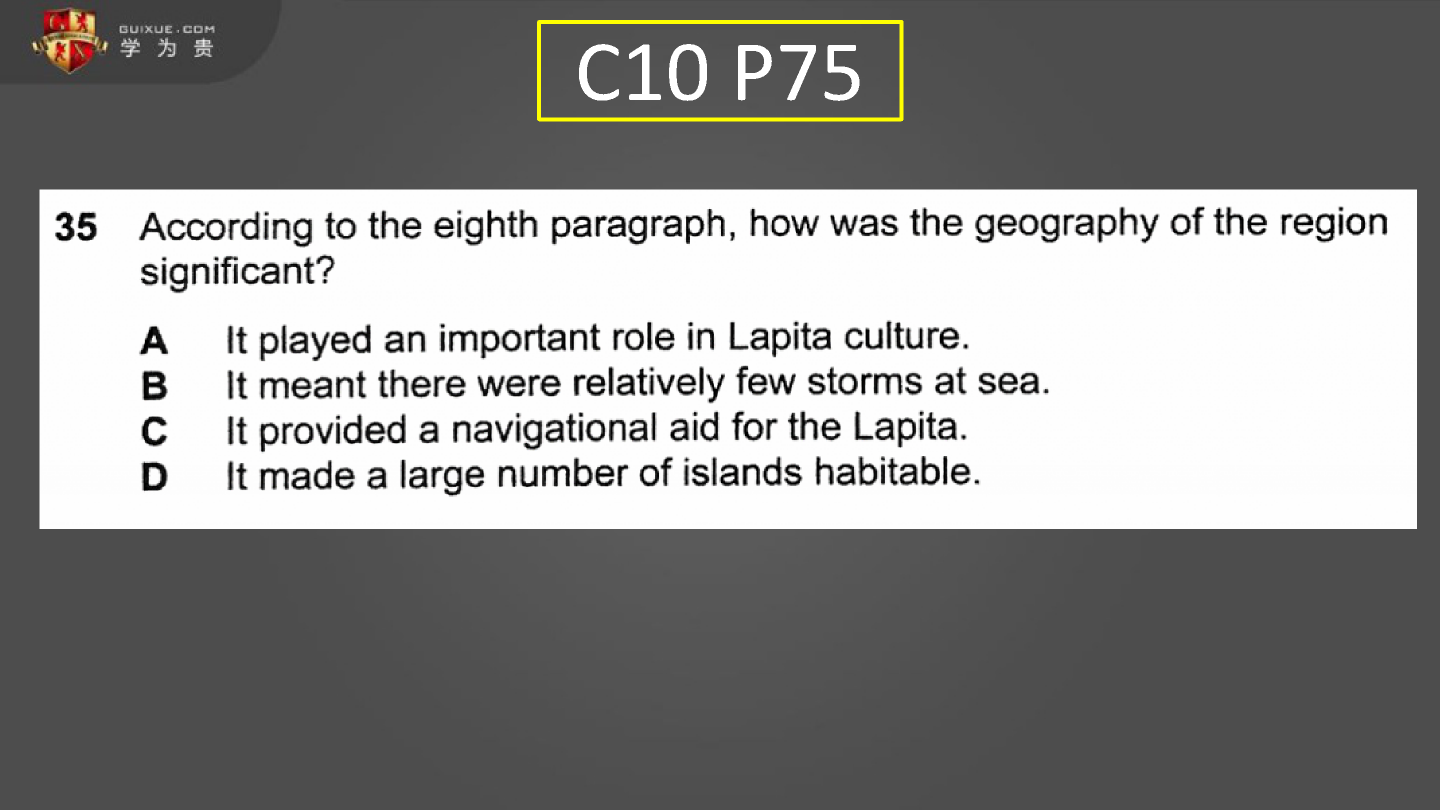 GUIXUE.COM
学为贵
C10 P75
35 According to the eighth paragraph, how was the geography of the region
significant?
A It played an important role in Lapita culture.
B It meant there were relatively few storms at sea.
C It provided a navigational aid for the Lapita.
D It made a large number of islands habitable.